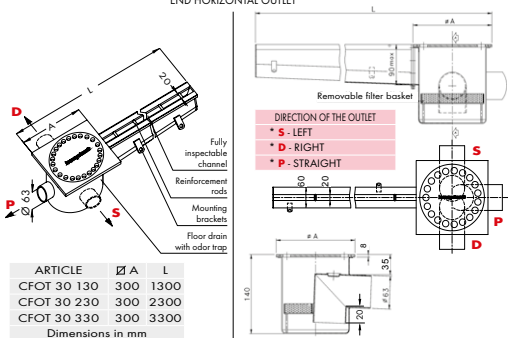 END HORIZONTAL OUTLET
L
A
20
D
P
Ø 63
S
Fully
inspectable
channel
Reinforcement
rods
Mounting
brackets
Floor drain
with odor trap
ARTICLE Ø A L
CFOT 30 130 300 1300
CFOT 30 230 300 2300
CFOT 30 330 300 3300
Dimensions in mm
L
ø A
90max
Removable filter basket
DIRECTION OF THE OUTLET
* S - LEFT
* D - RIGHT
* P - STRAIGHT
60
20
S
P
D
ø A
8
35
140
ø63
20